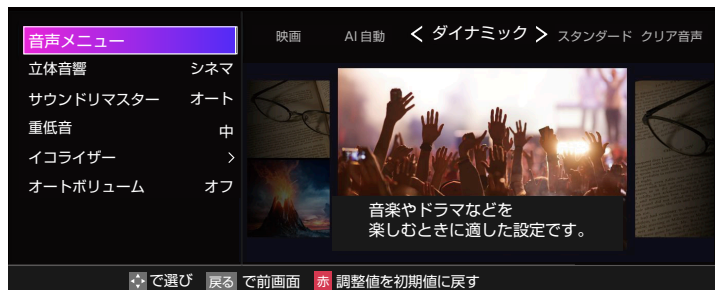 音声メニュー
映画 AI自動 < ダイナミック > スタンダード クリア音声
立体音響 シネマ
サウンドリマスター オート
重低音 中
イコライザー >
オートボリューム オフ
音楽やドラマなどを
楽しむときに適した設定です。
で選び 戻る で前画面 赤 調整値を初期値に戻す